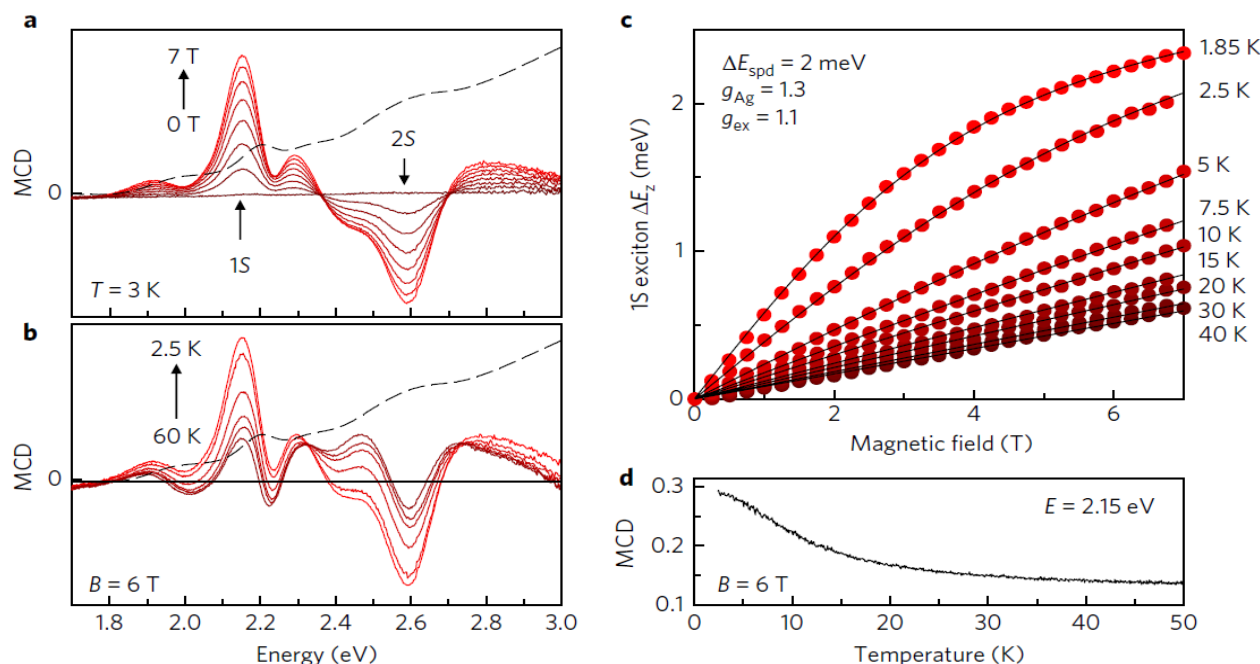 a
7 T
0 T
2S
1S
MCD
0
T = 3 K
b
2.5 K
60 K
MCD
0
B = 6 T
1.8 2.0 2.2 2.4 2.6 2.8 3.0
Energy (eV)
c
ΔE_spd = 2 meV
g_Ag = 1.3
g_ex = 1.1
1S exciton ΔE_z (meV)
2
1
0
1.85 K
2.5 K
5 K
7.5 K
10 K
15 K
20 K
30 K
40 K
0 2 4 6
Magnetic field (T)
d
MCD
0.3
0.2
0.1
E = 2.15 eV
B = 6 T
0 10 20 30 40 50
Temperature (K)